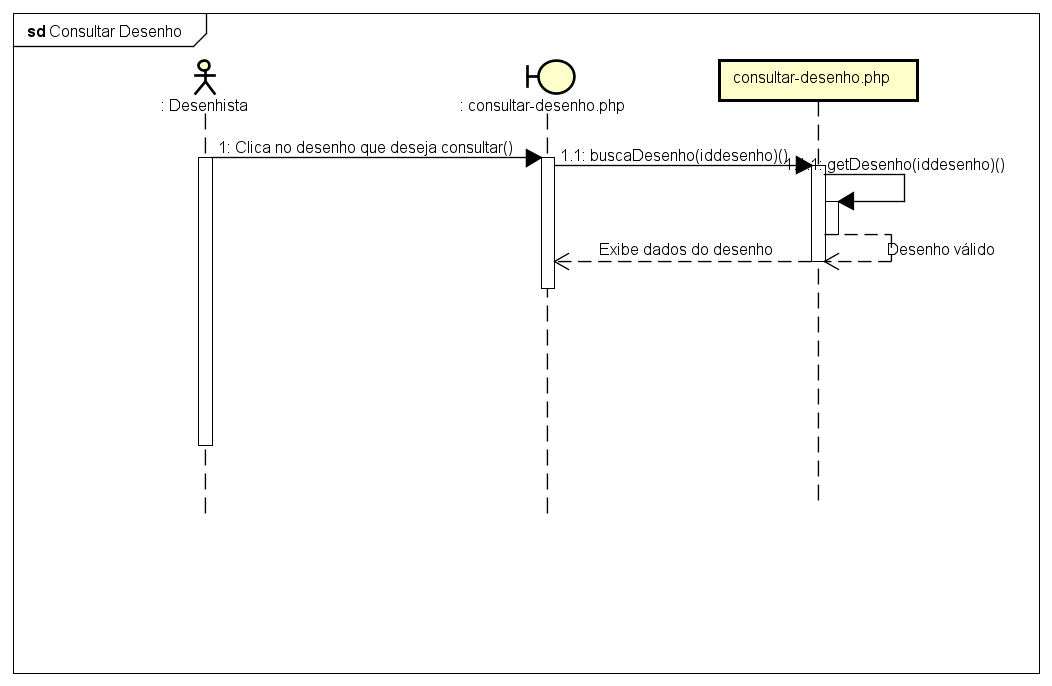 sd Consultar Desenho
: Desenhista
: consultar-desenho.php
consultar-desenho.php
1: Clica no desenho que deseja consultar()
1.1: buscaDesenho(iddesenho)()
1.1.1: getDesenho(iddesenho)()
Exibe dados do desenho
Desenho válido